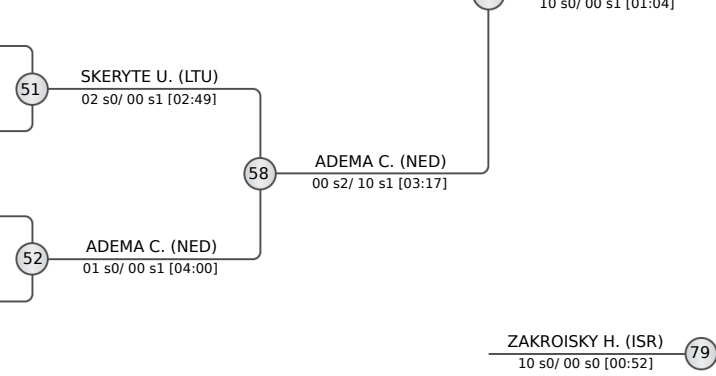 10 s0/ 00 s1 [01:04]
SKERYTE U. (LTU)
51
02 s0/ 00 s1 [02:49]
ADEMA C. (NED)
58
00 s2/ 10 s1 [03:17]
ADEMA C. (NED)
52
01 s0/ 00 s1 [04:00]
ZAKROISKY H. (ISR)
79
10 s0/ 00 s0 [00:52]